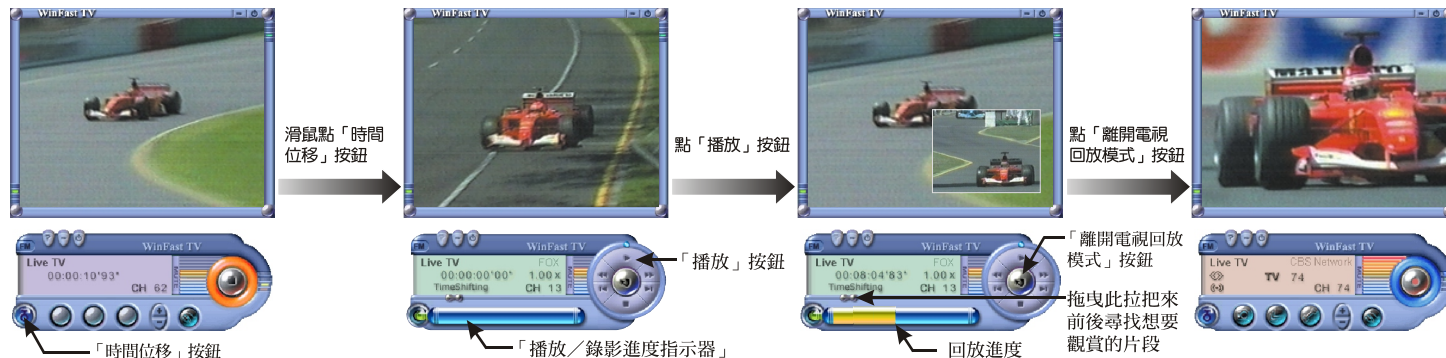 WinFast TV
WinFast TV
WinFast TV
WinFast TV
滑鼠點「時間
位移」按鈕
點「播放」按鈕
點「離開電視
回放模式」按鈕
FM
WinFast TV
Live TV
00:00:10'93"
CH 62
「時間位移」按鈕
WinFast TV
Live TV
FOX
00:00:00'00"
1.00 x
TimeShifting
CH 13
「播放」按鈕
「播放／錄影進度指示器」
WinFast TV
Live TV
FOX
00:08:04'83"
1.00 x
TimeShifting
CH 13
「離開電視回放
模式」按鈕
拖曳此拉把來
前後尋找想要
觀賞的片段
回放進度
FM
WinFast TV
Live TV
CBS Network
TV 74
CH 74